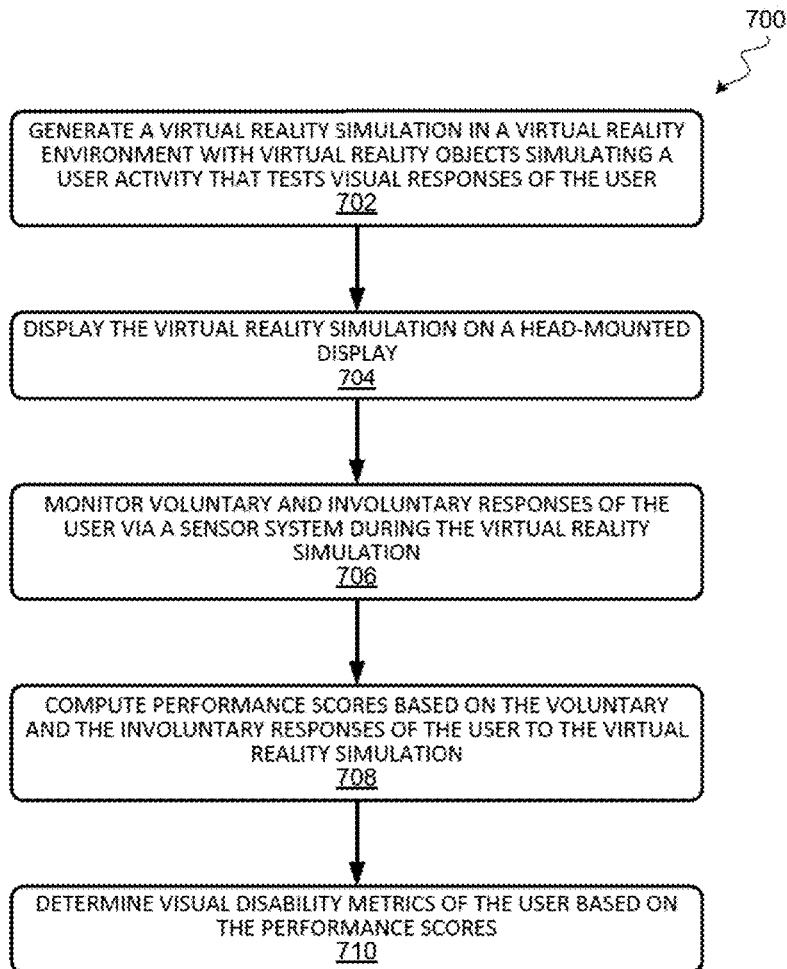 700
GENERATE A VIRTUAL REALITY SIMULATION IN A VIRTUAL REALITY
ENVIRONMENT WITH VIRTUAL REALITY OBJECTS SIMULATING A
USER ACTIVITY THAT TESTS VISUAL RESPONSES OF THE USER
702
DISPLAY THE VIRTUAL REALITY SIMULATION ON A HEAD-MOUNTED
DISPLAY
704
MONITOR VOLUNTARY AND INVOLUNTARY RESPONSES OF THE
USER VIA A SENSOR SYSTEM DURING THE VIRTUAL REALITY
SIMULATION
706
COMPUTE PERFORMANCE SCORES BASED ON THE VOLUNTARY
AND THE INVOLUNTARY RESPONSES OF THE USER TO THE VIRTUAL
REALITY SIMULATION
708
DETERMINE VISUAL DISABILITY METRICS OF THE USER BASED ON
THE PERFORMANCE SCORES
710